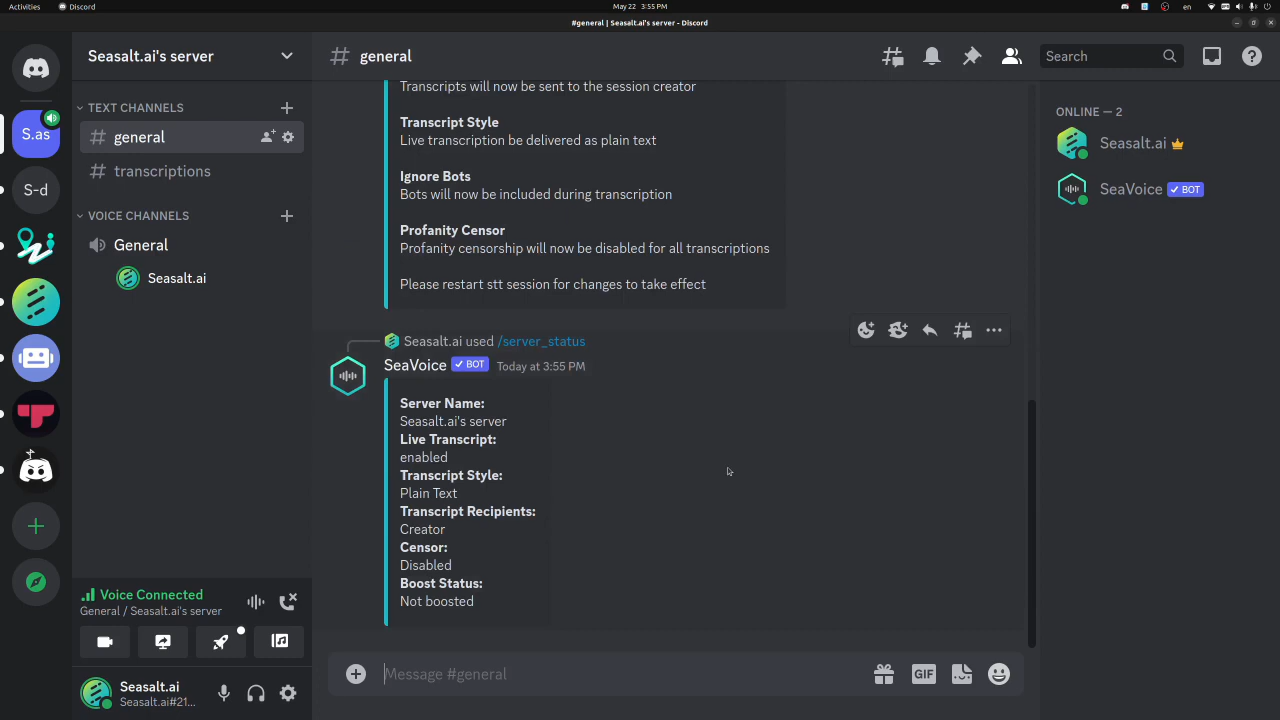 Activities
Discord
May 22 3:55 PM
en
#general | Seasalt.ai's server - Discord
Seasalt.ai's server
general
Search
TEXT CHANNELS
general
transcriptions
VOICE CHANNELS
General
Seasalt.ai
S.as
S-d
Transcripts will now be sent to the session creator
Transcript Style
Live transcription be delivered as plain text
Ignore Bots
Bots will now be included during transcription
Profanity Censor
Profanity censorship will now be disabled for all transcriptions
Please restart stt session for changes to take effect
Seasalt.ai used /server_status
SeaVoice BOT Today at 3:55 PM
Server Name:
Seasalt.ai's server
Live Transcript:
enabled
Transcript Style:
Plain Text
Transcript Recipients:
Creator
Censor:
Disabled
Boost Status:
Not boosted
Message #general
GIF
ONLINE — 2
Seasalt.ai
SeaVoice BOT
Voice Connected
General / Seasalt.ai's server
Seasalt.ai
Seasalt.ai#21...